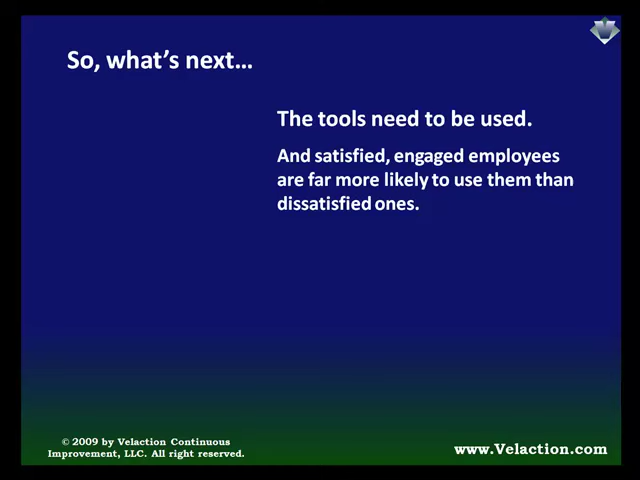 So, what's next…
The tools need to be used.
And satisfied, engaged employees
are far more likely to use them than
dissatisfied ones.
© 2009 by Velaction Continuous
Improvement, LLC. All right reserved.
www.Velaction.com